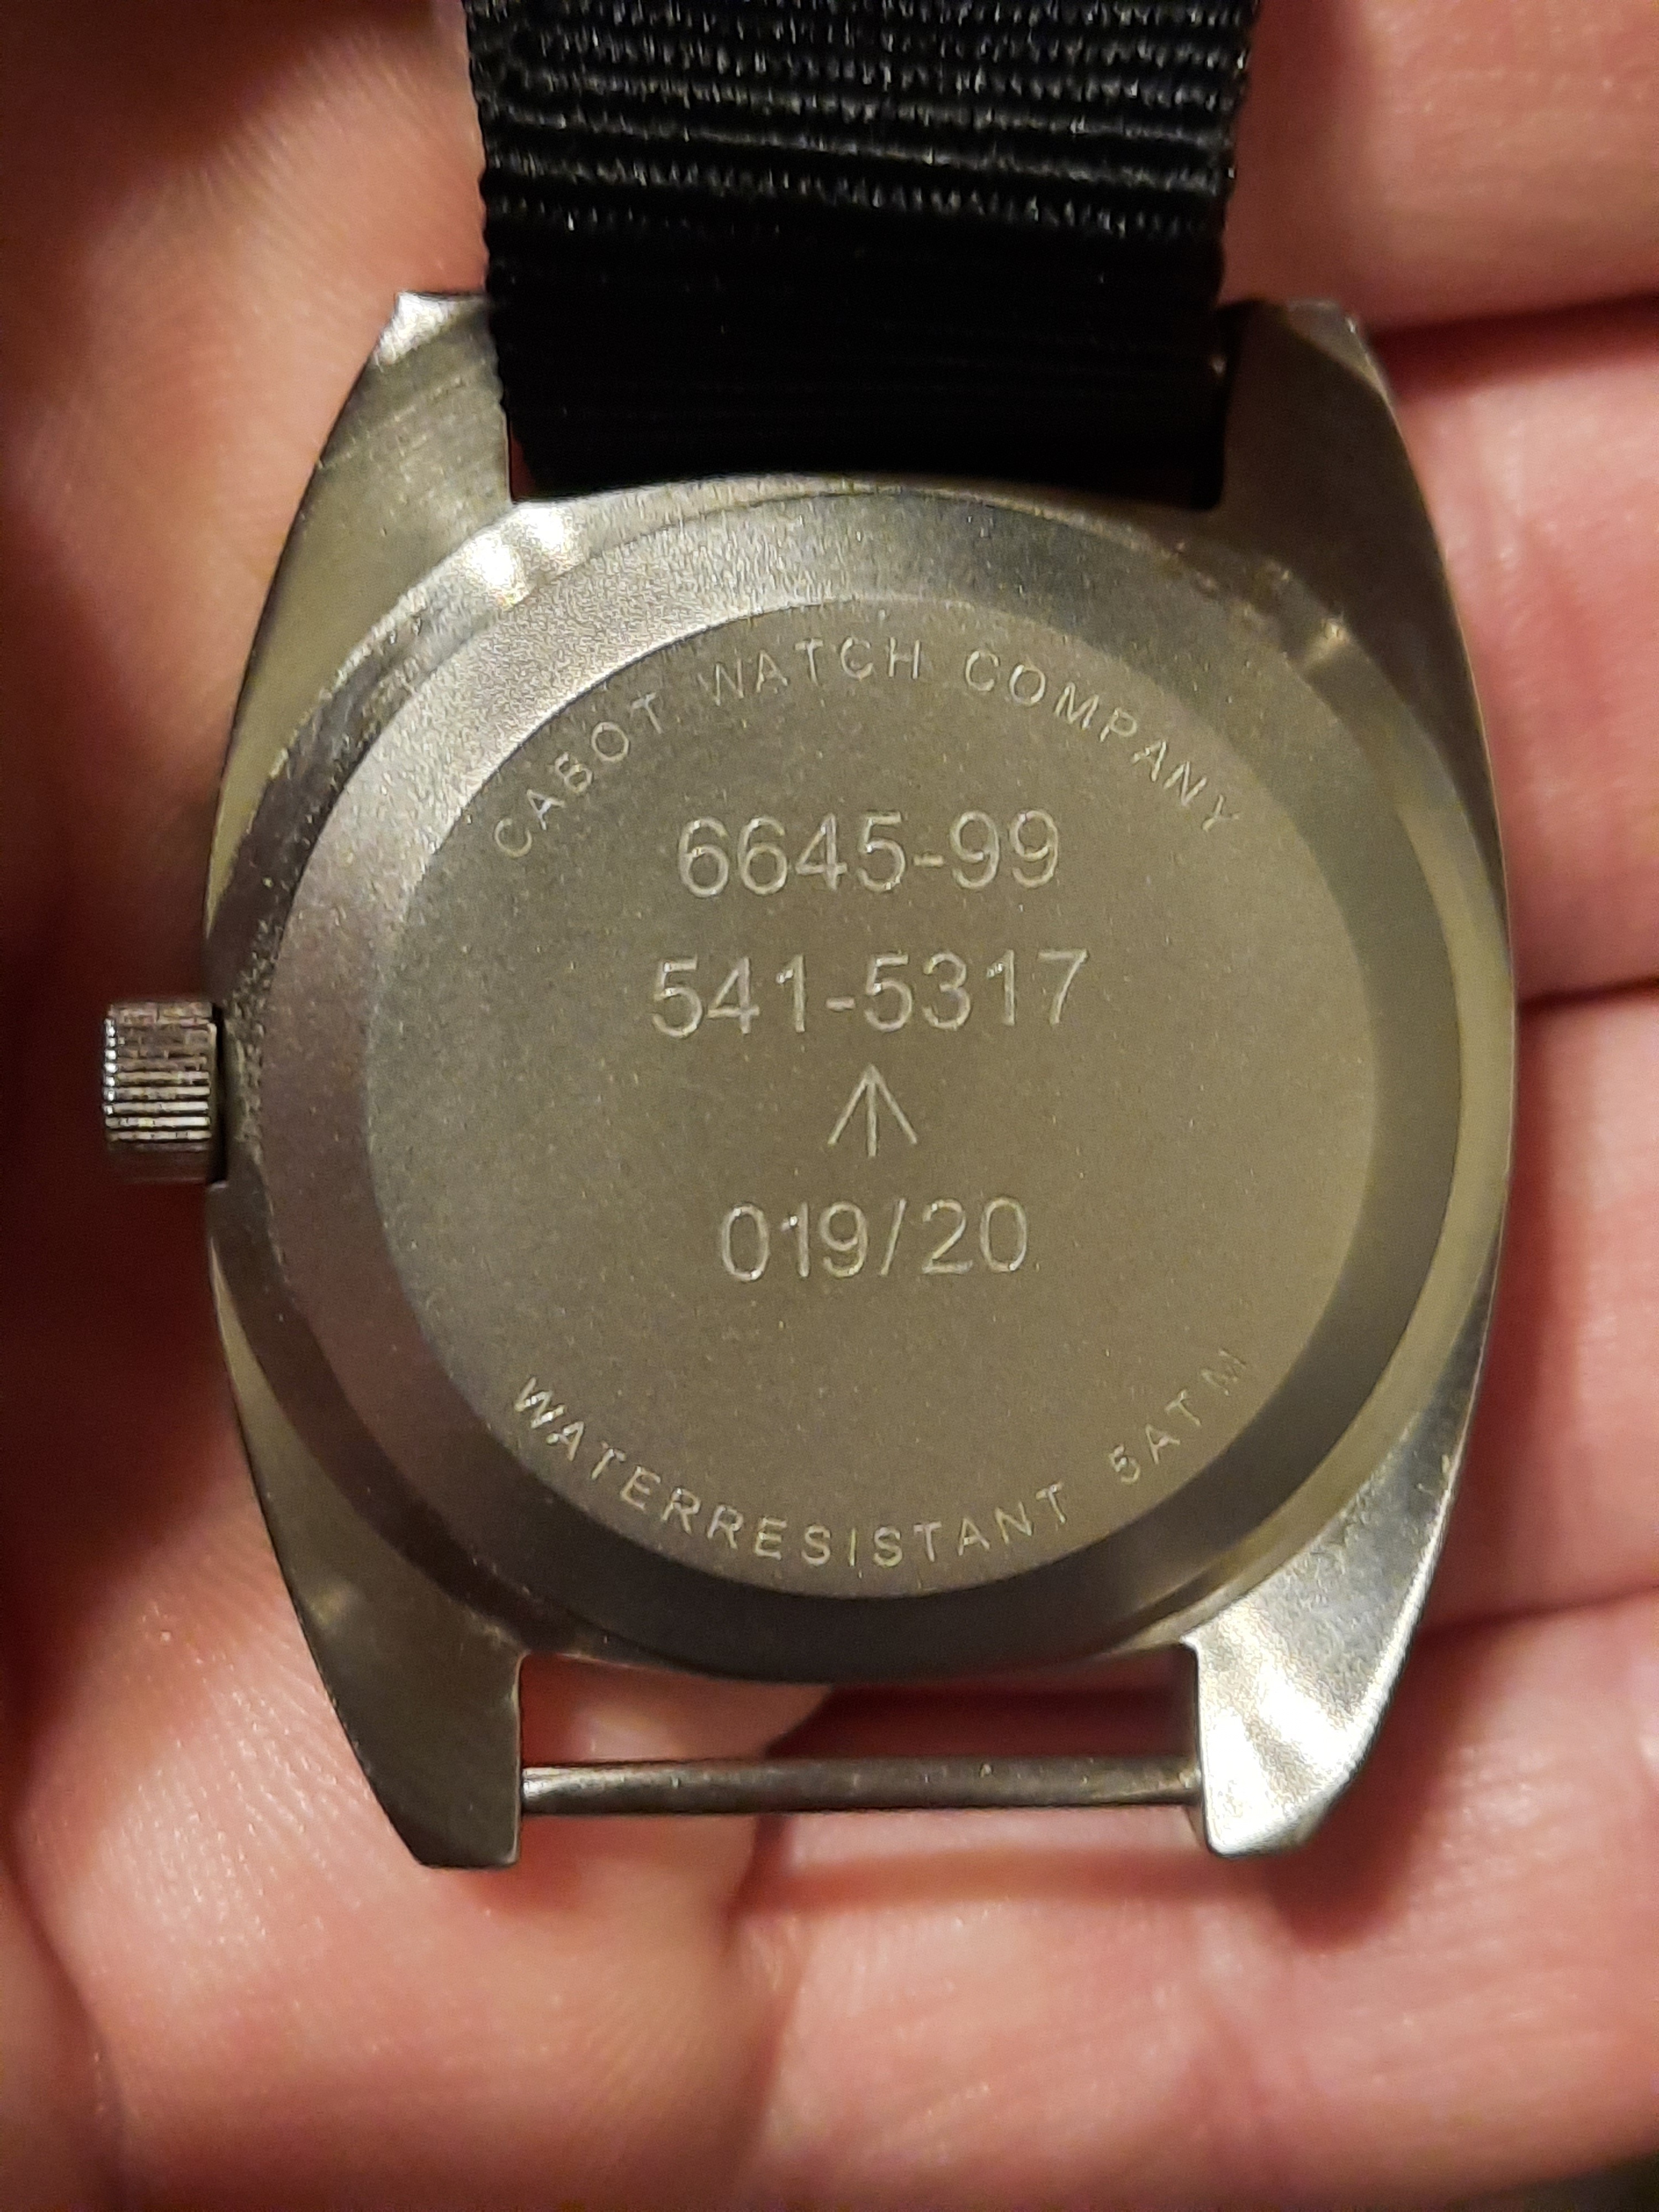 CABOT WATCH COMPANY
6645-99
541-5317
↑
019/20
WATERRESISTANT 5ATM